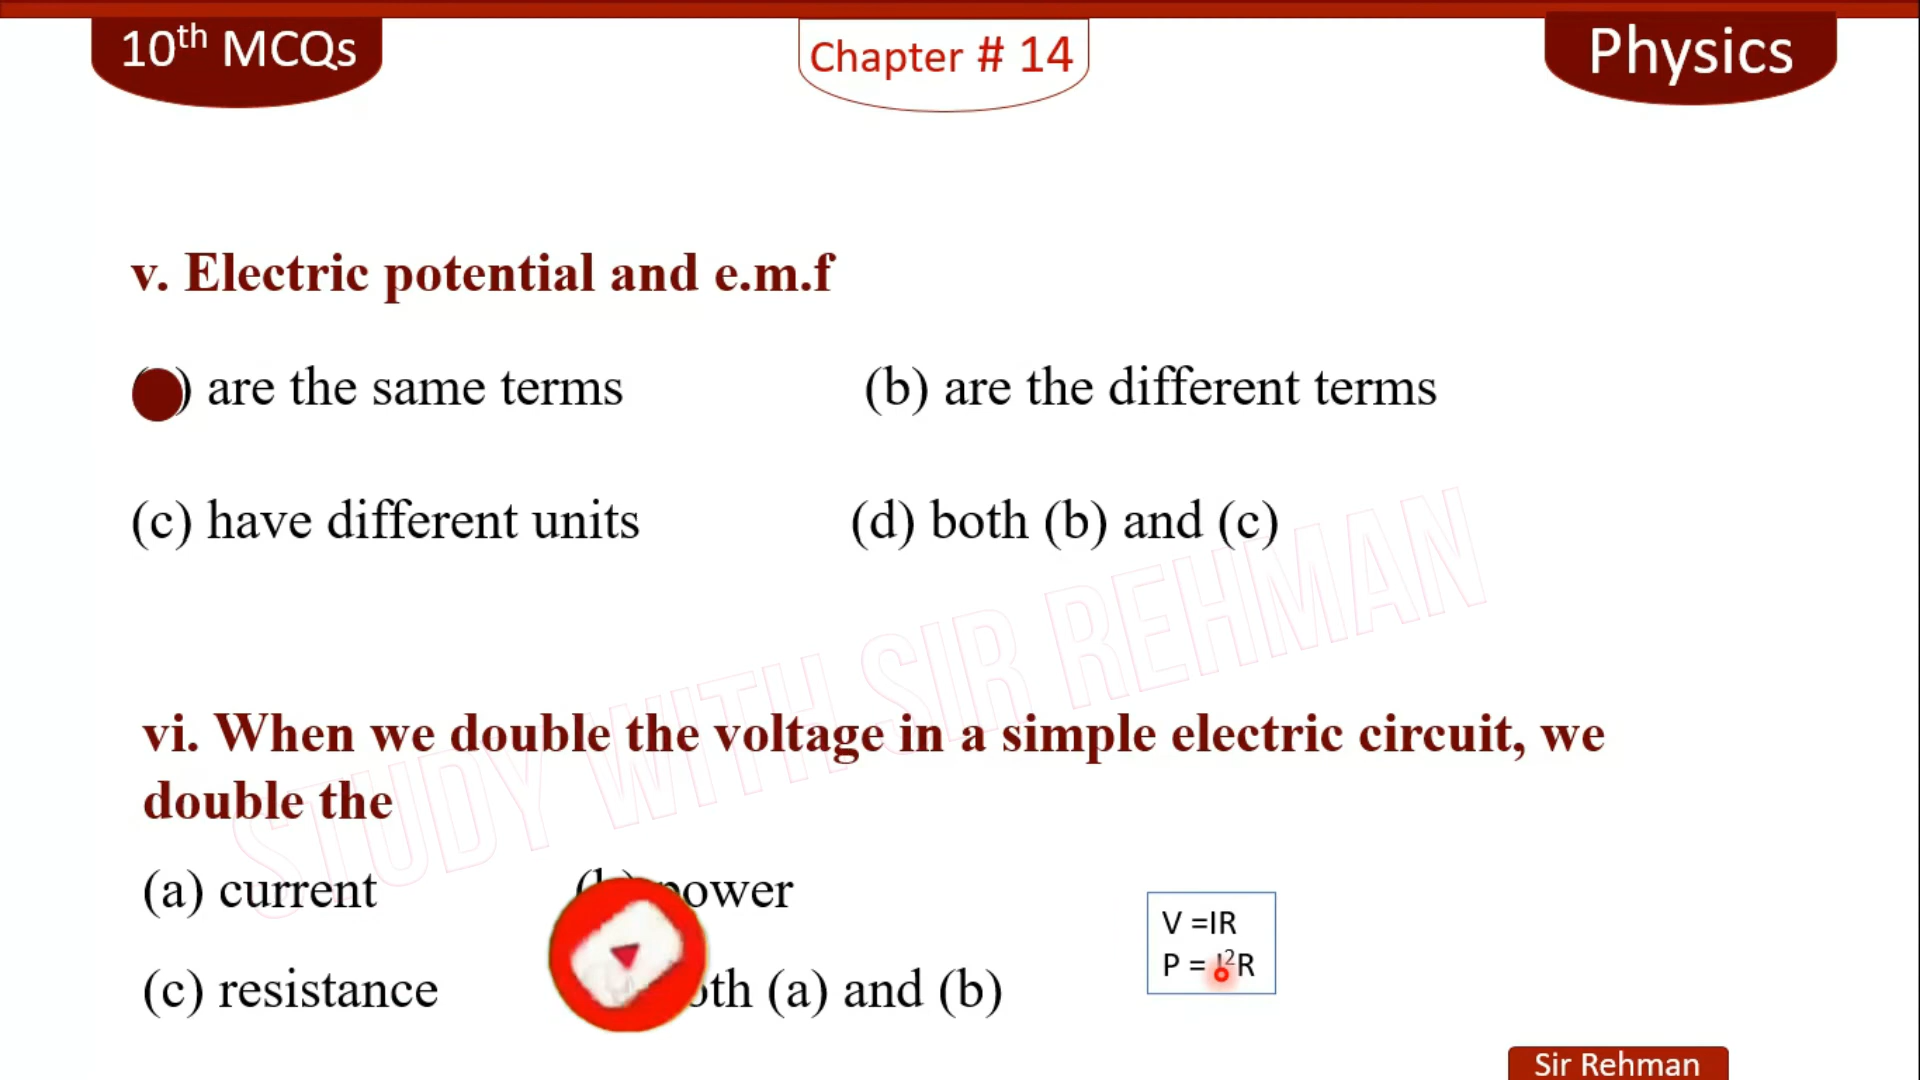 10th MCQs
Chapter # 14
Physics
v. Electric potential and e.m.f
) are the same terms
(b) are the different terms
(c) have different units
(d) both (b) and (c)
STUDY WITH SIR REHMAN
vi. When we double the voltage in a simple electric circuit, we
double the
(a) current
power
(c) resistance
(a) and (b)
V =IR
P = I²R
Sir Rehman